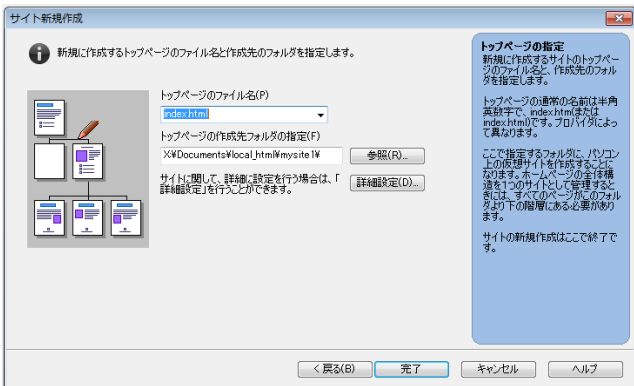 サイト新規作成
新規に作成するトップページのファイル名と作成先のフォルダを指定します。
トップページのファイル名(P)
index.html
トップページの作成先フォルダの指定(F)
X:¥Documents¥local_html¥mysite1¥
参照(R)...
サイトに関して、詳細に設定を行う場合は、「
詳細設定」を行うことができます。
詳細設定(D)...
トップページの指定
新規に作成するサイトのトップペー
ジのファイル名と、作成先のフォル
ダを指定します。
トップページの通常の名前は半角
英数字で、index.htm(または
index.html)です。プロバイダによっ
て異なります。
ここで指定するフォルダに、パソコン
上の仮想サイトを作成することに
なります。ホームページの全体構
造を1つのサイトとして管理すると
きには、すべてのページがこのフォル
ダより下の階層にある必要があり
ます。
サイトの新規作成はここで終了で
す。
< 戻る(B)
完了
キャンセル
ヘルプ